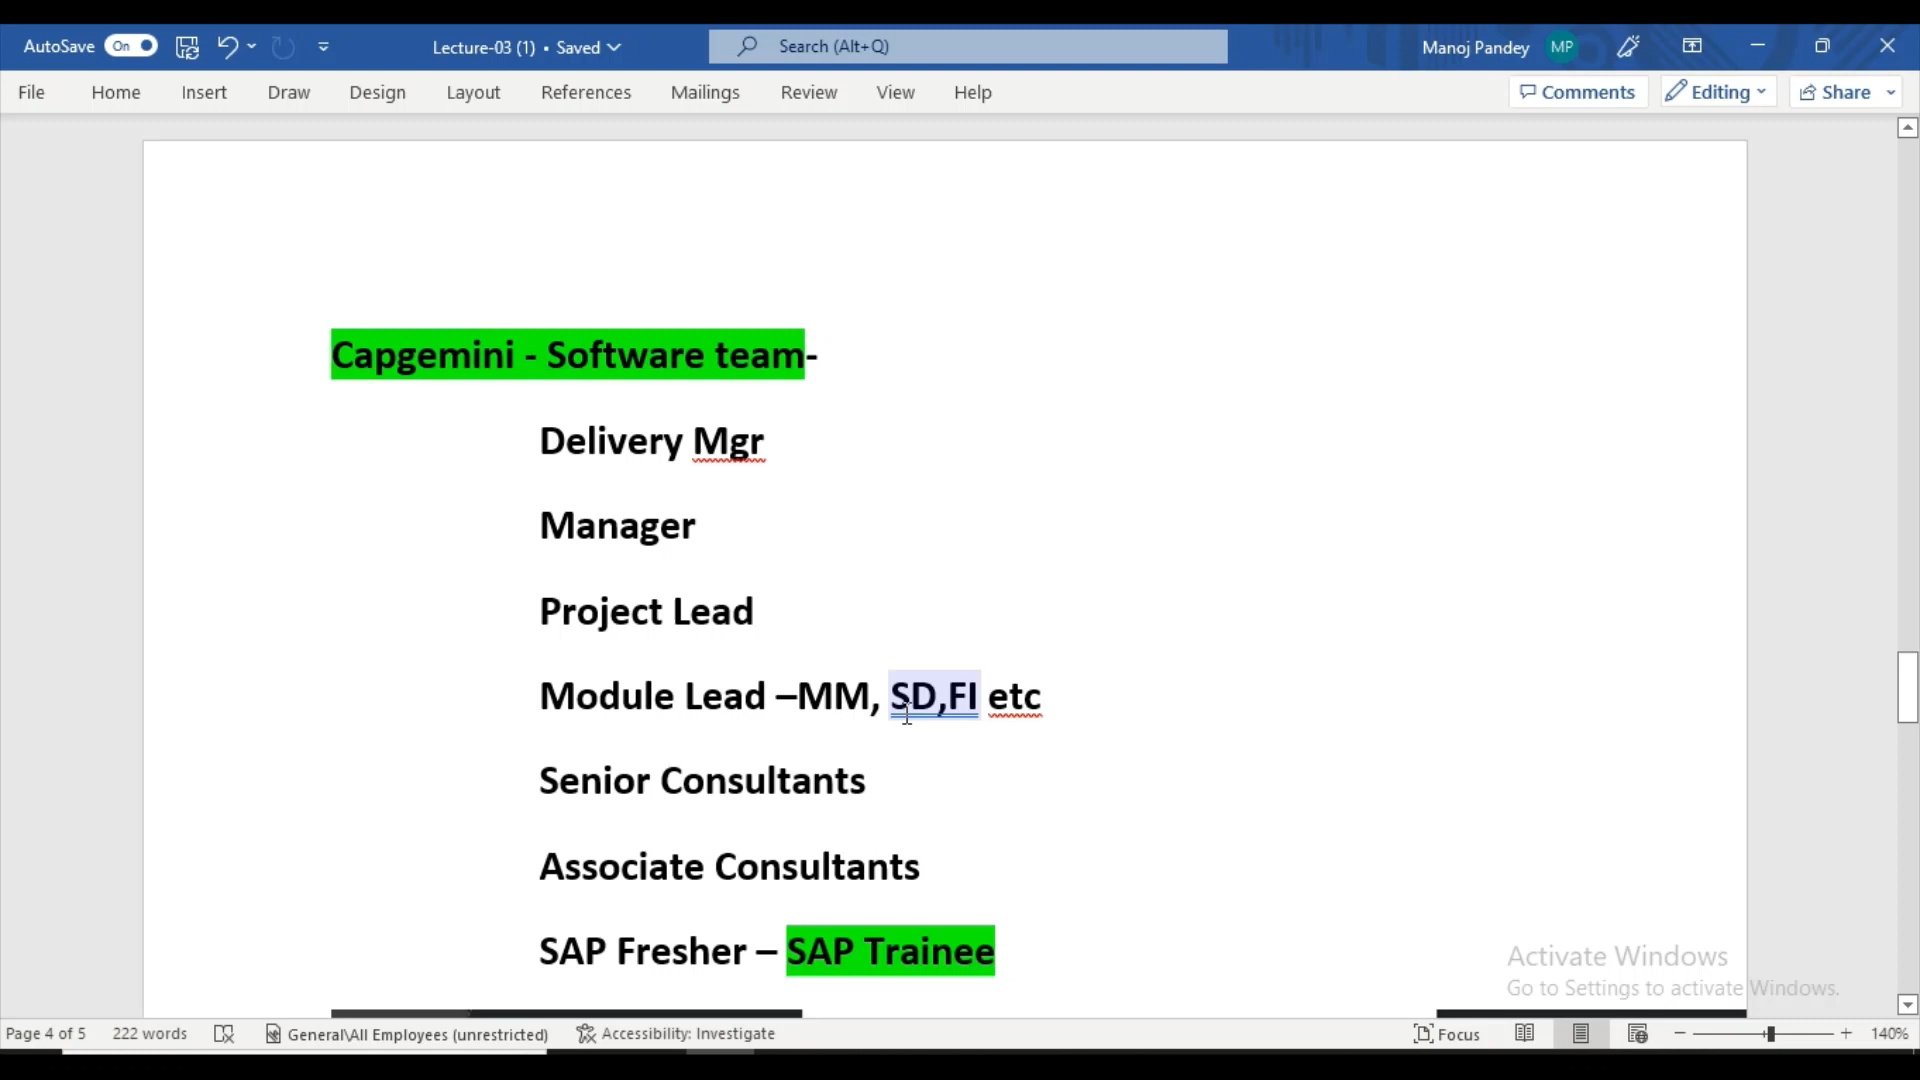 AutoSave On Lecture-03 (1) • Saved Search (Alt+Q) Manoj Pandey MP
File Home Insert Draw Design Layout References Mailings Review View Help Comments Editing Share
Capgemini - Software team-
Delivery Mgr
Manager
Project Lead
Module Lead –MM, SD,FI etc
Senior Consultants
Associate Consultants
SAP Fresher – SAP Trainee
Activate Windows
Go to Settings to activate Windows.
Page 4 of 5 222 words General\All Employees (unrestricted) Accessibility: Investigate Focus 140%